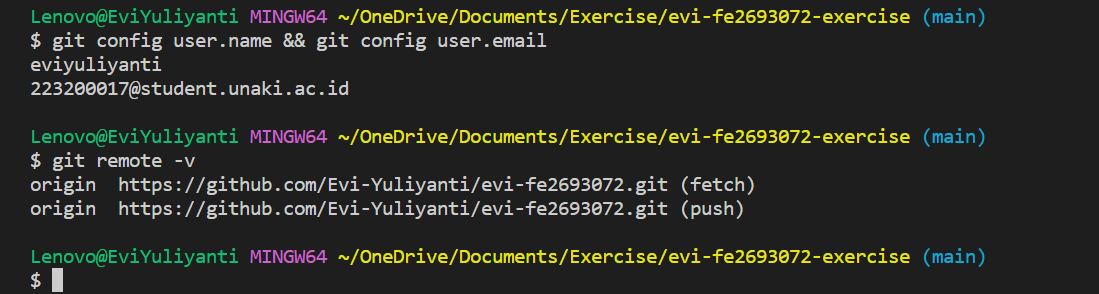 Lenovo@EviYuliyanti MINGW64 ~/OneDrive/Documents/Exercise/evi-fe2693072-exercise (main)
$ git config user.name && git config user.email
eviyuliyanti
223200017@student.unaki.ac.id
Lenovo@EviYuliyanti MINGW64 ~/OneDrive/Documents/Exercise/evi-fe2693072-exercise (main)
$ git remote -v
origin  https://github.com/Evi-Yuliyanti/evi-fe2693072.git (fetch)
origin  https://github.com/Evi-Yuliyanti/evi-fe2693072.git (push)
Lenovo@EviYuliyanti MINGW64 ~/OneDrive/Documents/Exercise/evi-fe2693072-exercise (main)
$